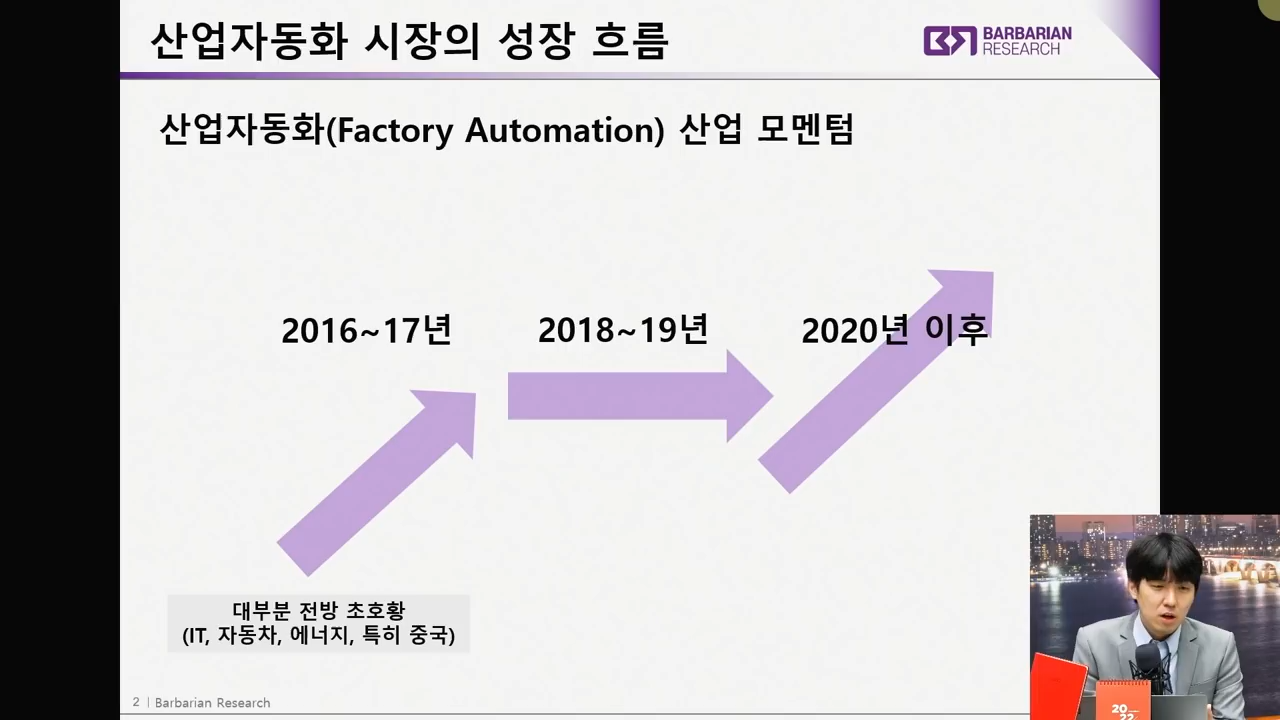 산업자동화 시장의 성장 흐름
BARBARIAN
RESEARCH
산업자동화(Factory Automation) 산업 모멘텀
2016~17년
2018~19년
2020년 이후
대부분 전방 초호황
(IT, 자동차, 에너지, 특히 중국)
2 | Barbarian Research
20
22